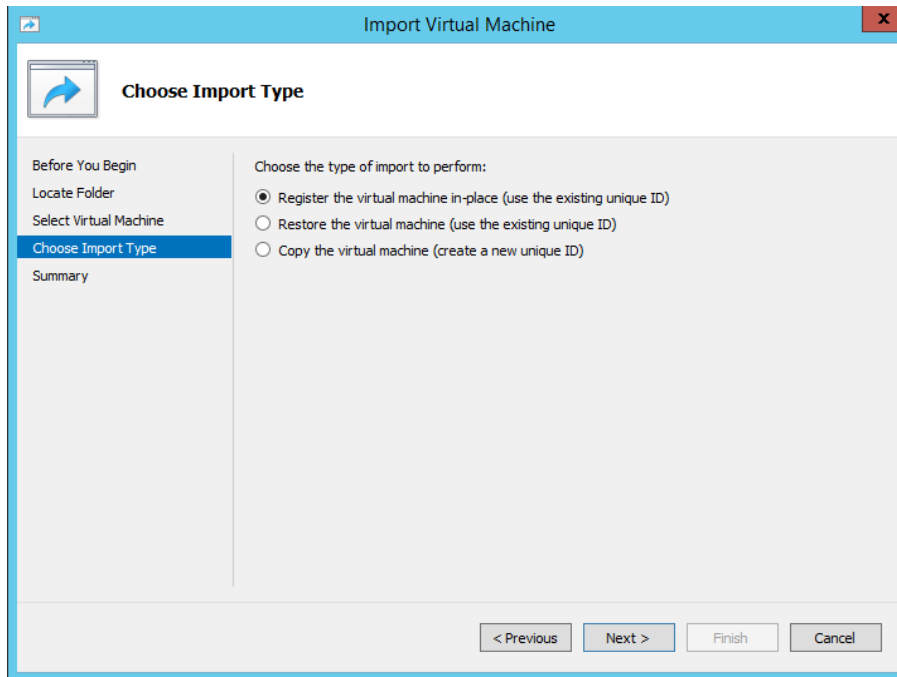 Import Virtual Machine
x
Choose Import Type
Before You Begin
Locate Folder
Select Virtual Machine
Choose Import Type
Summary
Choose the type of import to perform:
Register the virtual machine in-place (use the existing unique ID)
Restore the virtual machine (use the existing unique ID)
Copy the virtual machine (create a new unique ID)
< Previous
Next >
Finish
Cancel